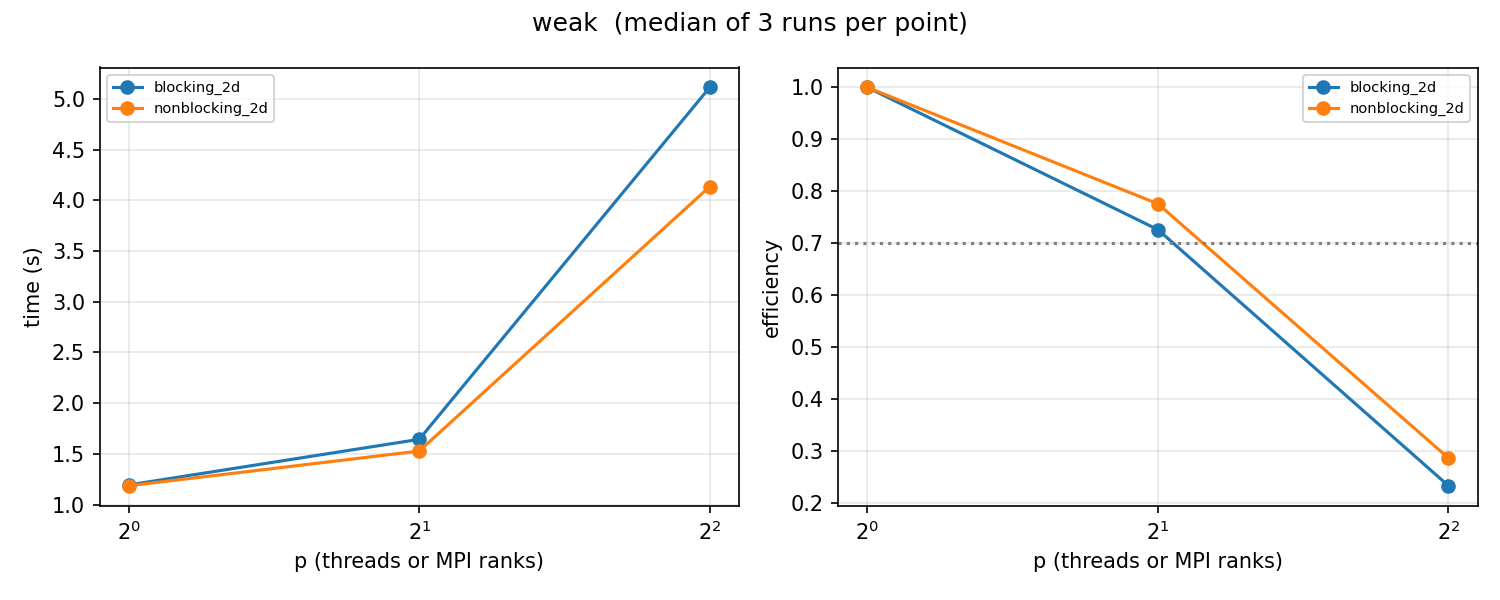 weak  (median of 3 runs per point)
time (s)
5.0
4.5
4.0
3.5
3.0
2.5
2.0
1.5
1.0
blocking_2d
nonblocking_2d
2⁰ 2¹ 2²
p (threads or MPI ranks)
efficiency
1.0
0.9
0.8
0.7
0.6
0.5
0.4
0.3
0.2
blocking_2d
nonblocking_2d
2⁰ 2¹ 2²
p (threads or MPI ranks)